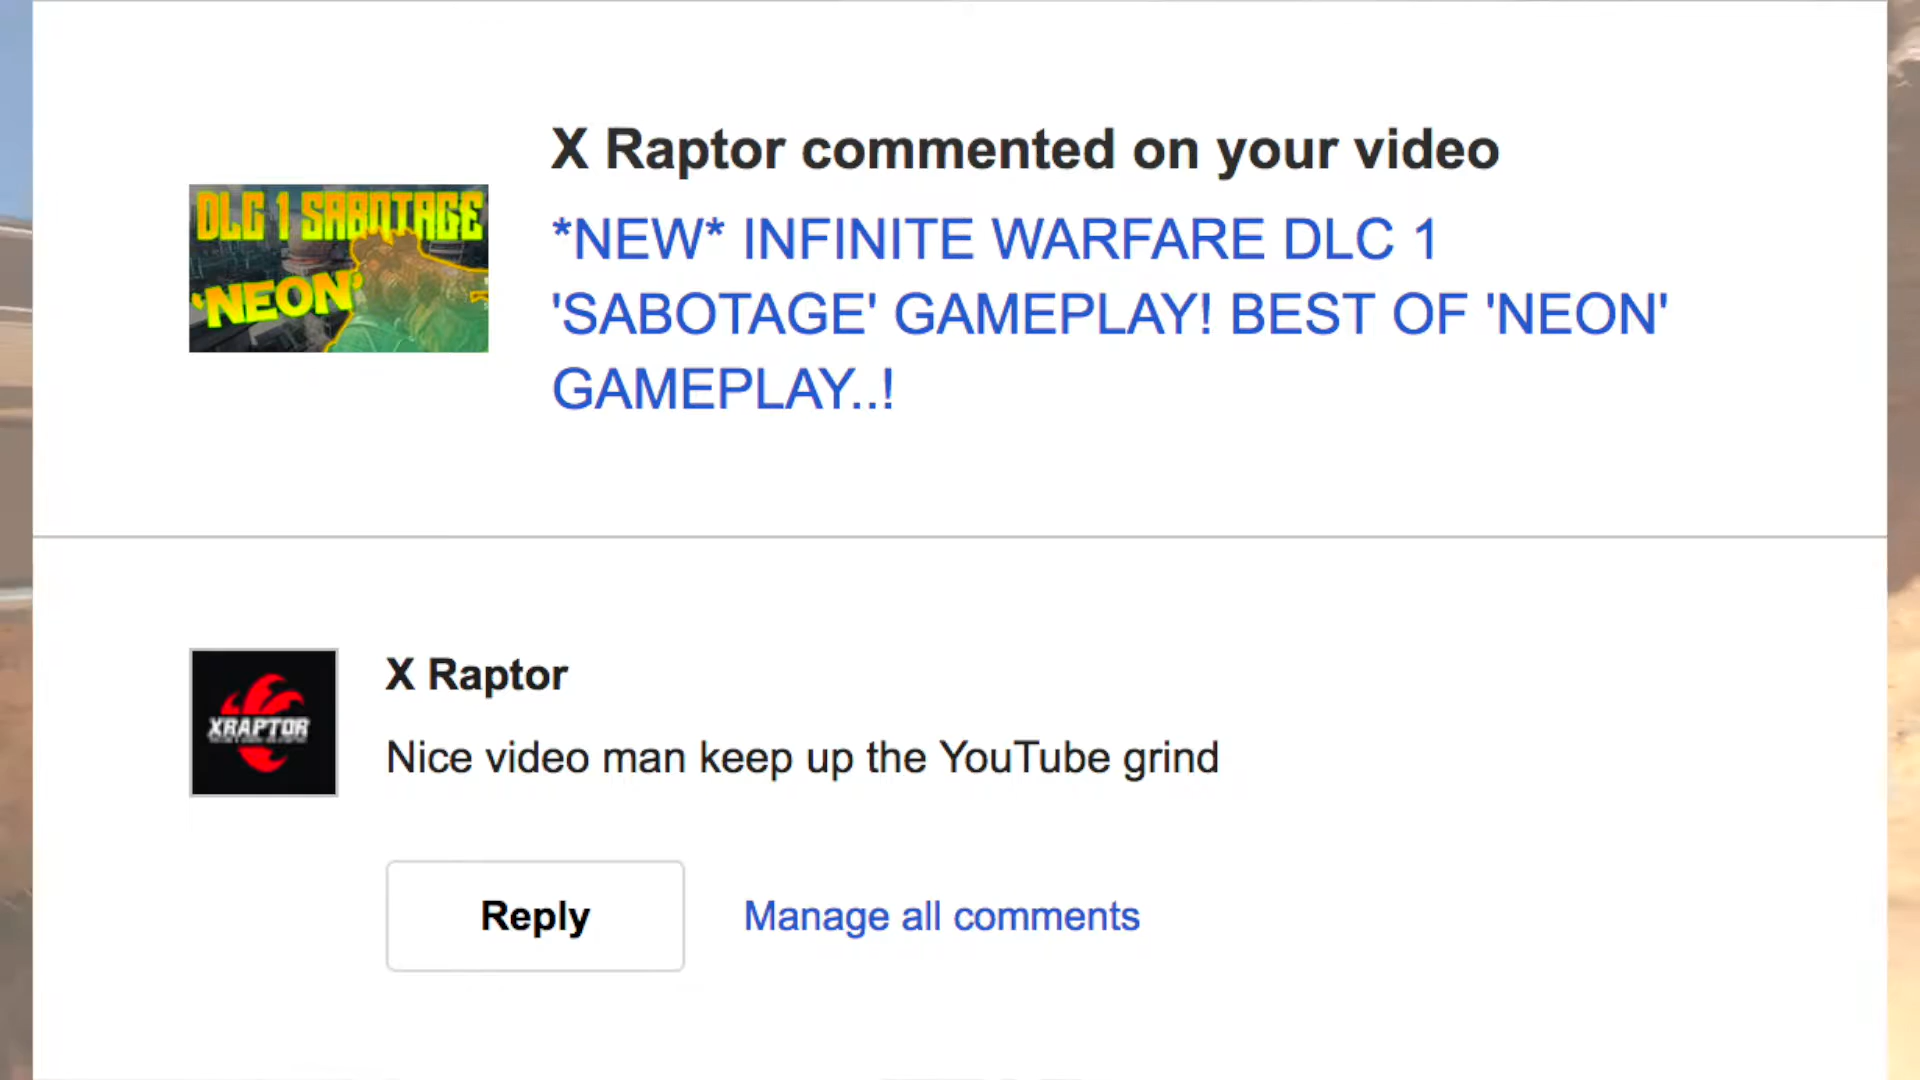 X Raptor commented on your video
*NEW* INFINITE WARFARE DLC 1
'SABOTAGE' GAMEPLAY! BEST OF 'NEON'
GAMEPLAY..!
DLC 1 SABOTAGE
'NEON'
X Raptor
XRAPTOR
Nice video man keep up the YouTube grind
Reply
Manage all comments